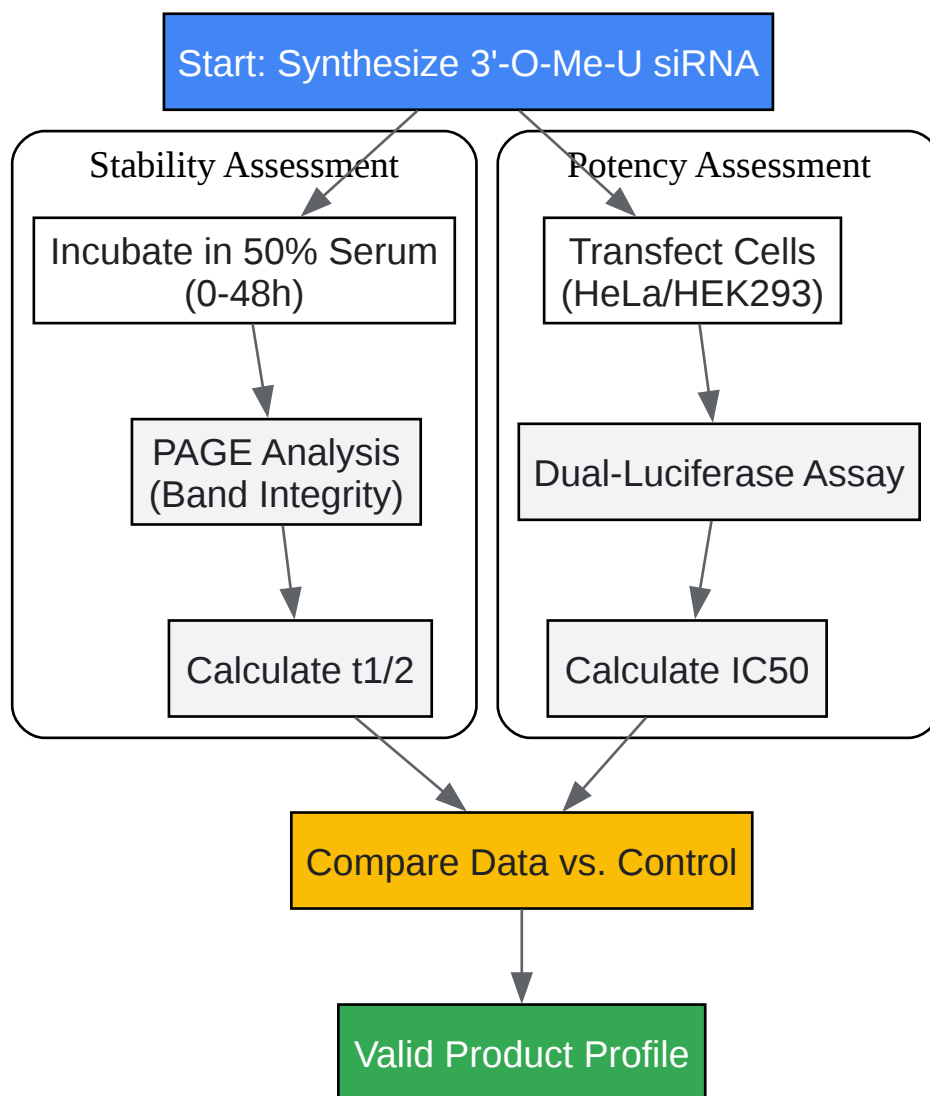 Start: Synthesize 3'-O-Me-U siRNA
Stability Assessment
Potency Assessment
Incubate in 50% Serum
(0-48h)
Transfect Cells
(HeLa/HEK293)
PAGE Analysis
(Band Integrity)
Dual-Luciferase Assay
Calculate t1/2
Calculate IC50
Compare Data vs. Control
Valid Product Profile